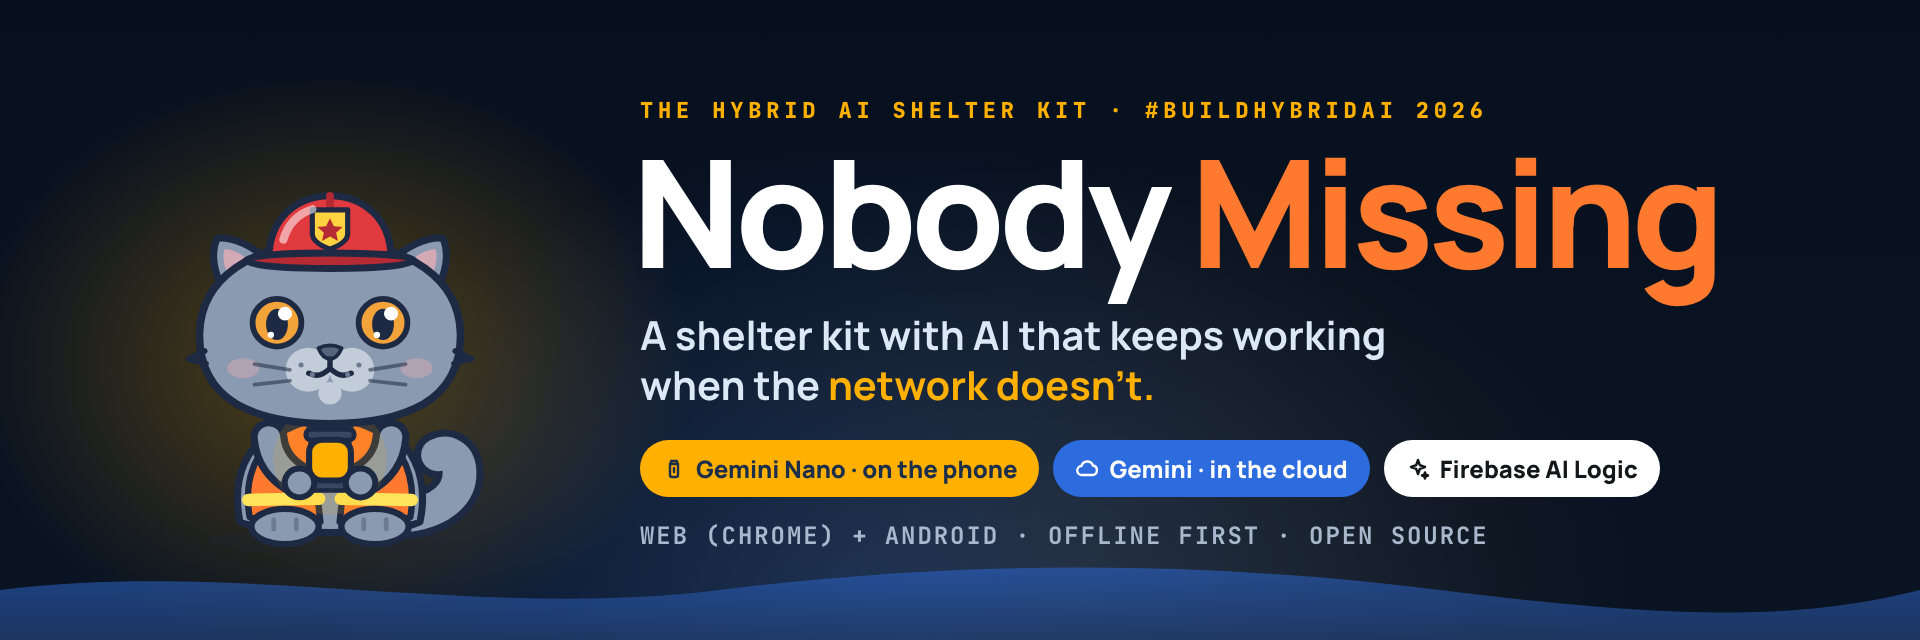 THE HYBRID AI SHELTER KIT · #BUILDHYBRIDAI 2026
Nobody Missing
A shelter kit with AI that keeps working
when the network doesn’t.
Gemini Nano · on the phone
Gemini · in the cloud
Firebase AI Logic
WEB (CHROME) + ANDROID · OFFLINE FIRST · OPEN SOURCE